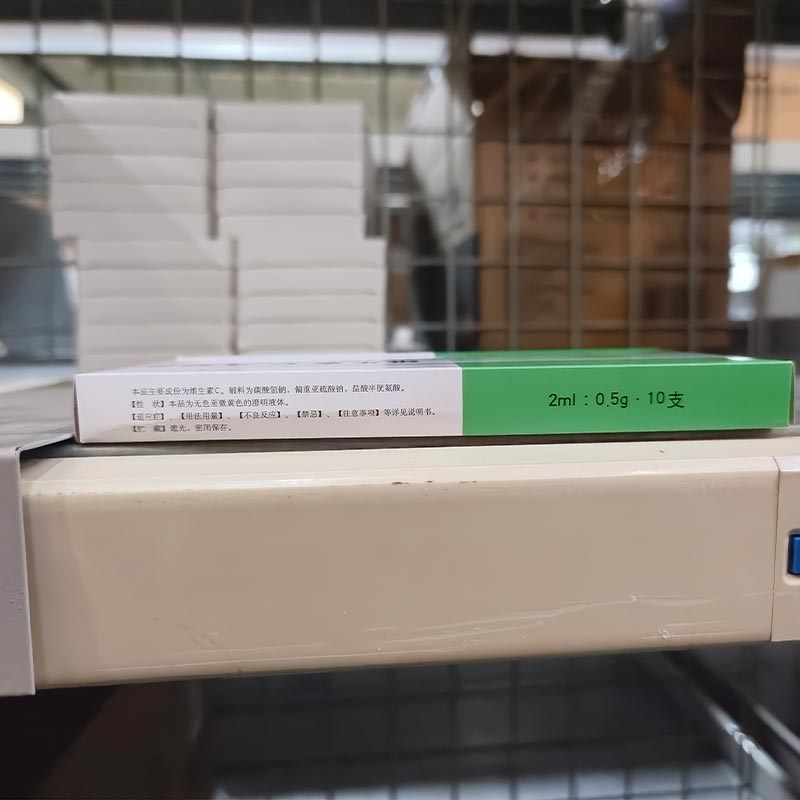 本品主要成份为维生素C。辅料为碳酸氢钠、偏重亚硫酸钠、盐酸半胱氨酸。
【性 状】本品为无色至微黄色的澄明液体。
【适应症】、【用法用量】、【不良反应】、【禁忌】、【注意事项】等详见说明书。
【贮 藏】遮光，密闭保存。
2ml：0.5g·10支